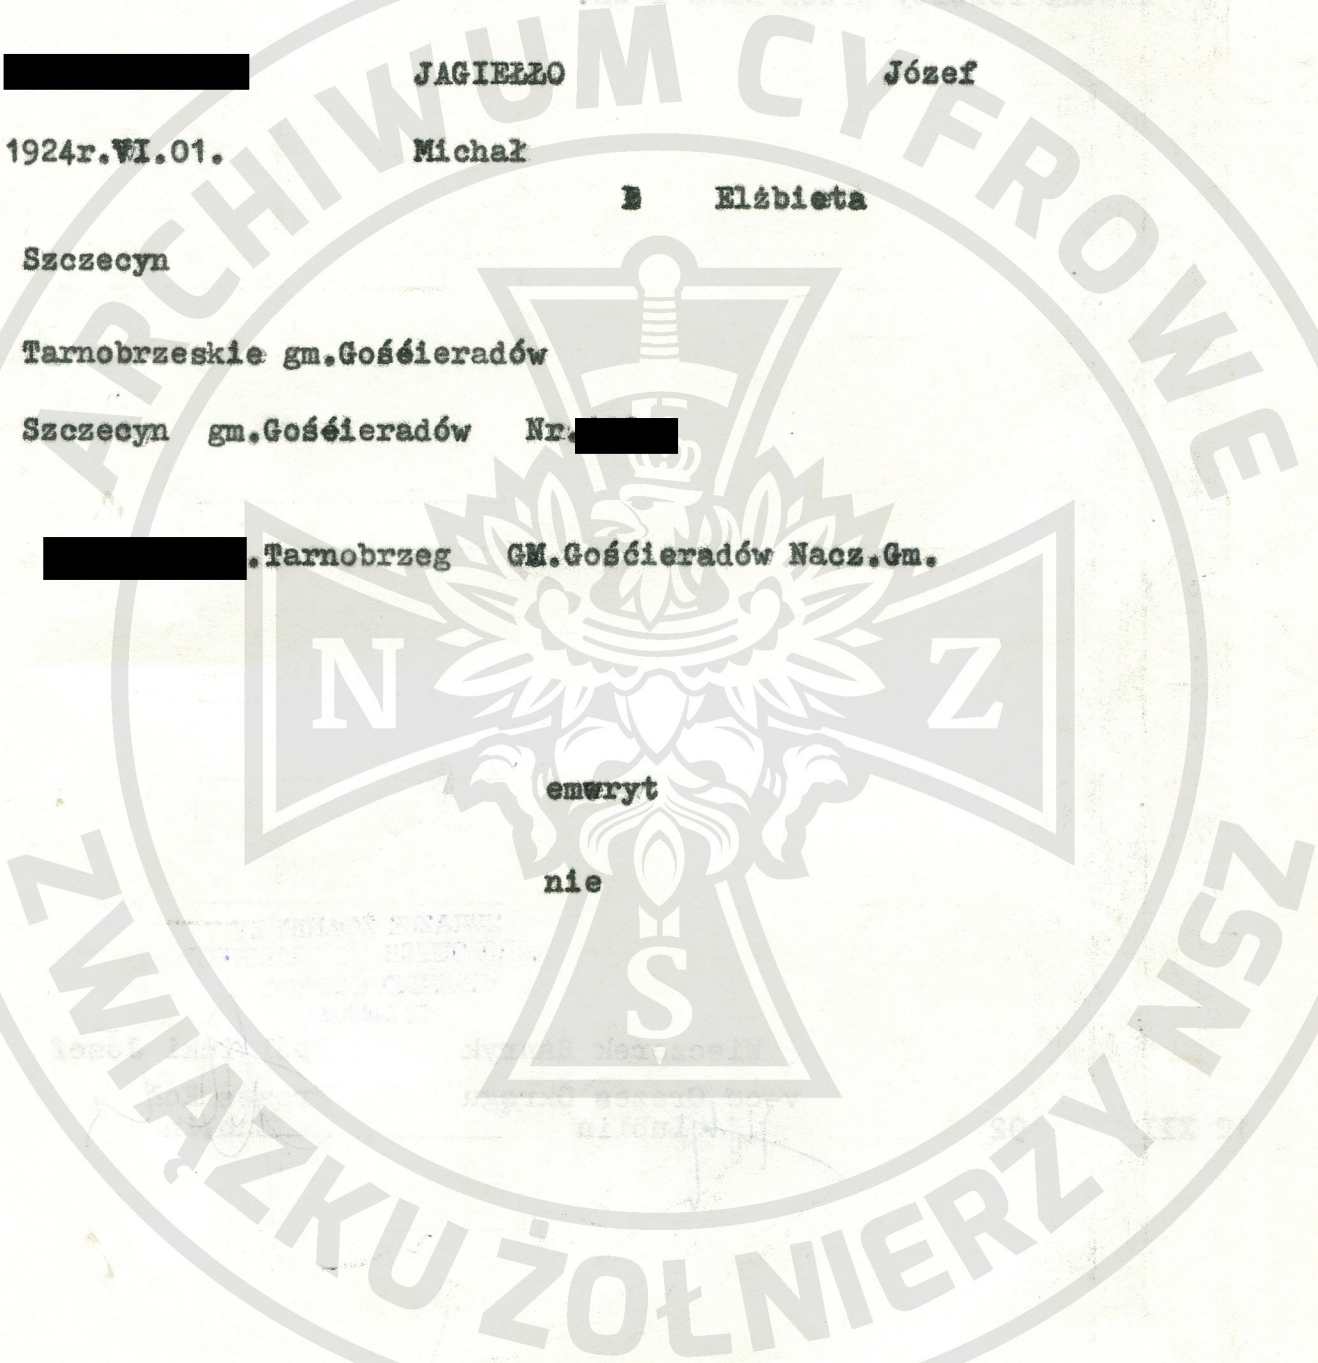 JAGIEŁŁO Józef
1924r.VI.01. Michał
Elżbieta
Szczecyn
Tarnobrzeskie gm.Gośćieradów
Szczecyn gm.Gośćieradów Nr.
.Tarnobrzeg GM.Gośćieradów Nacz.Gm.
emeryt
nie
ARCHIWUM CYFROWE
ZWIĄZKU ŻOŁNIERZY NSZ
N Z
S